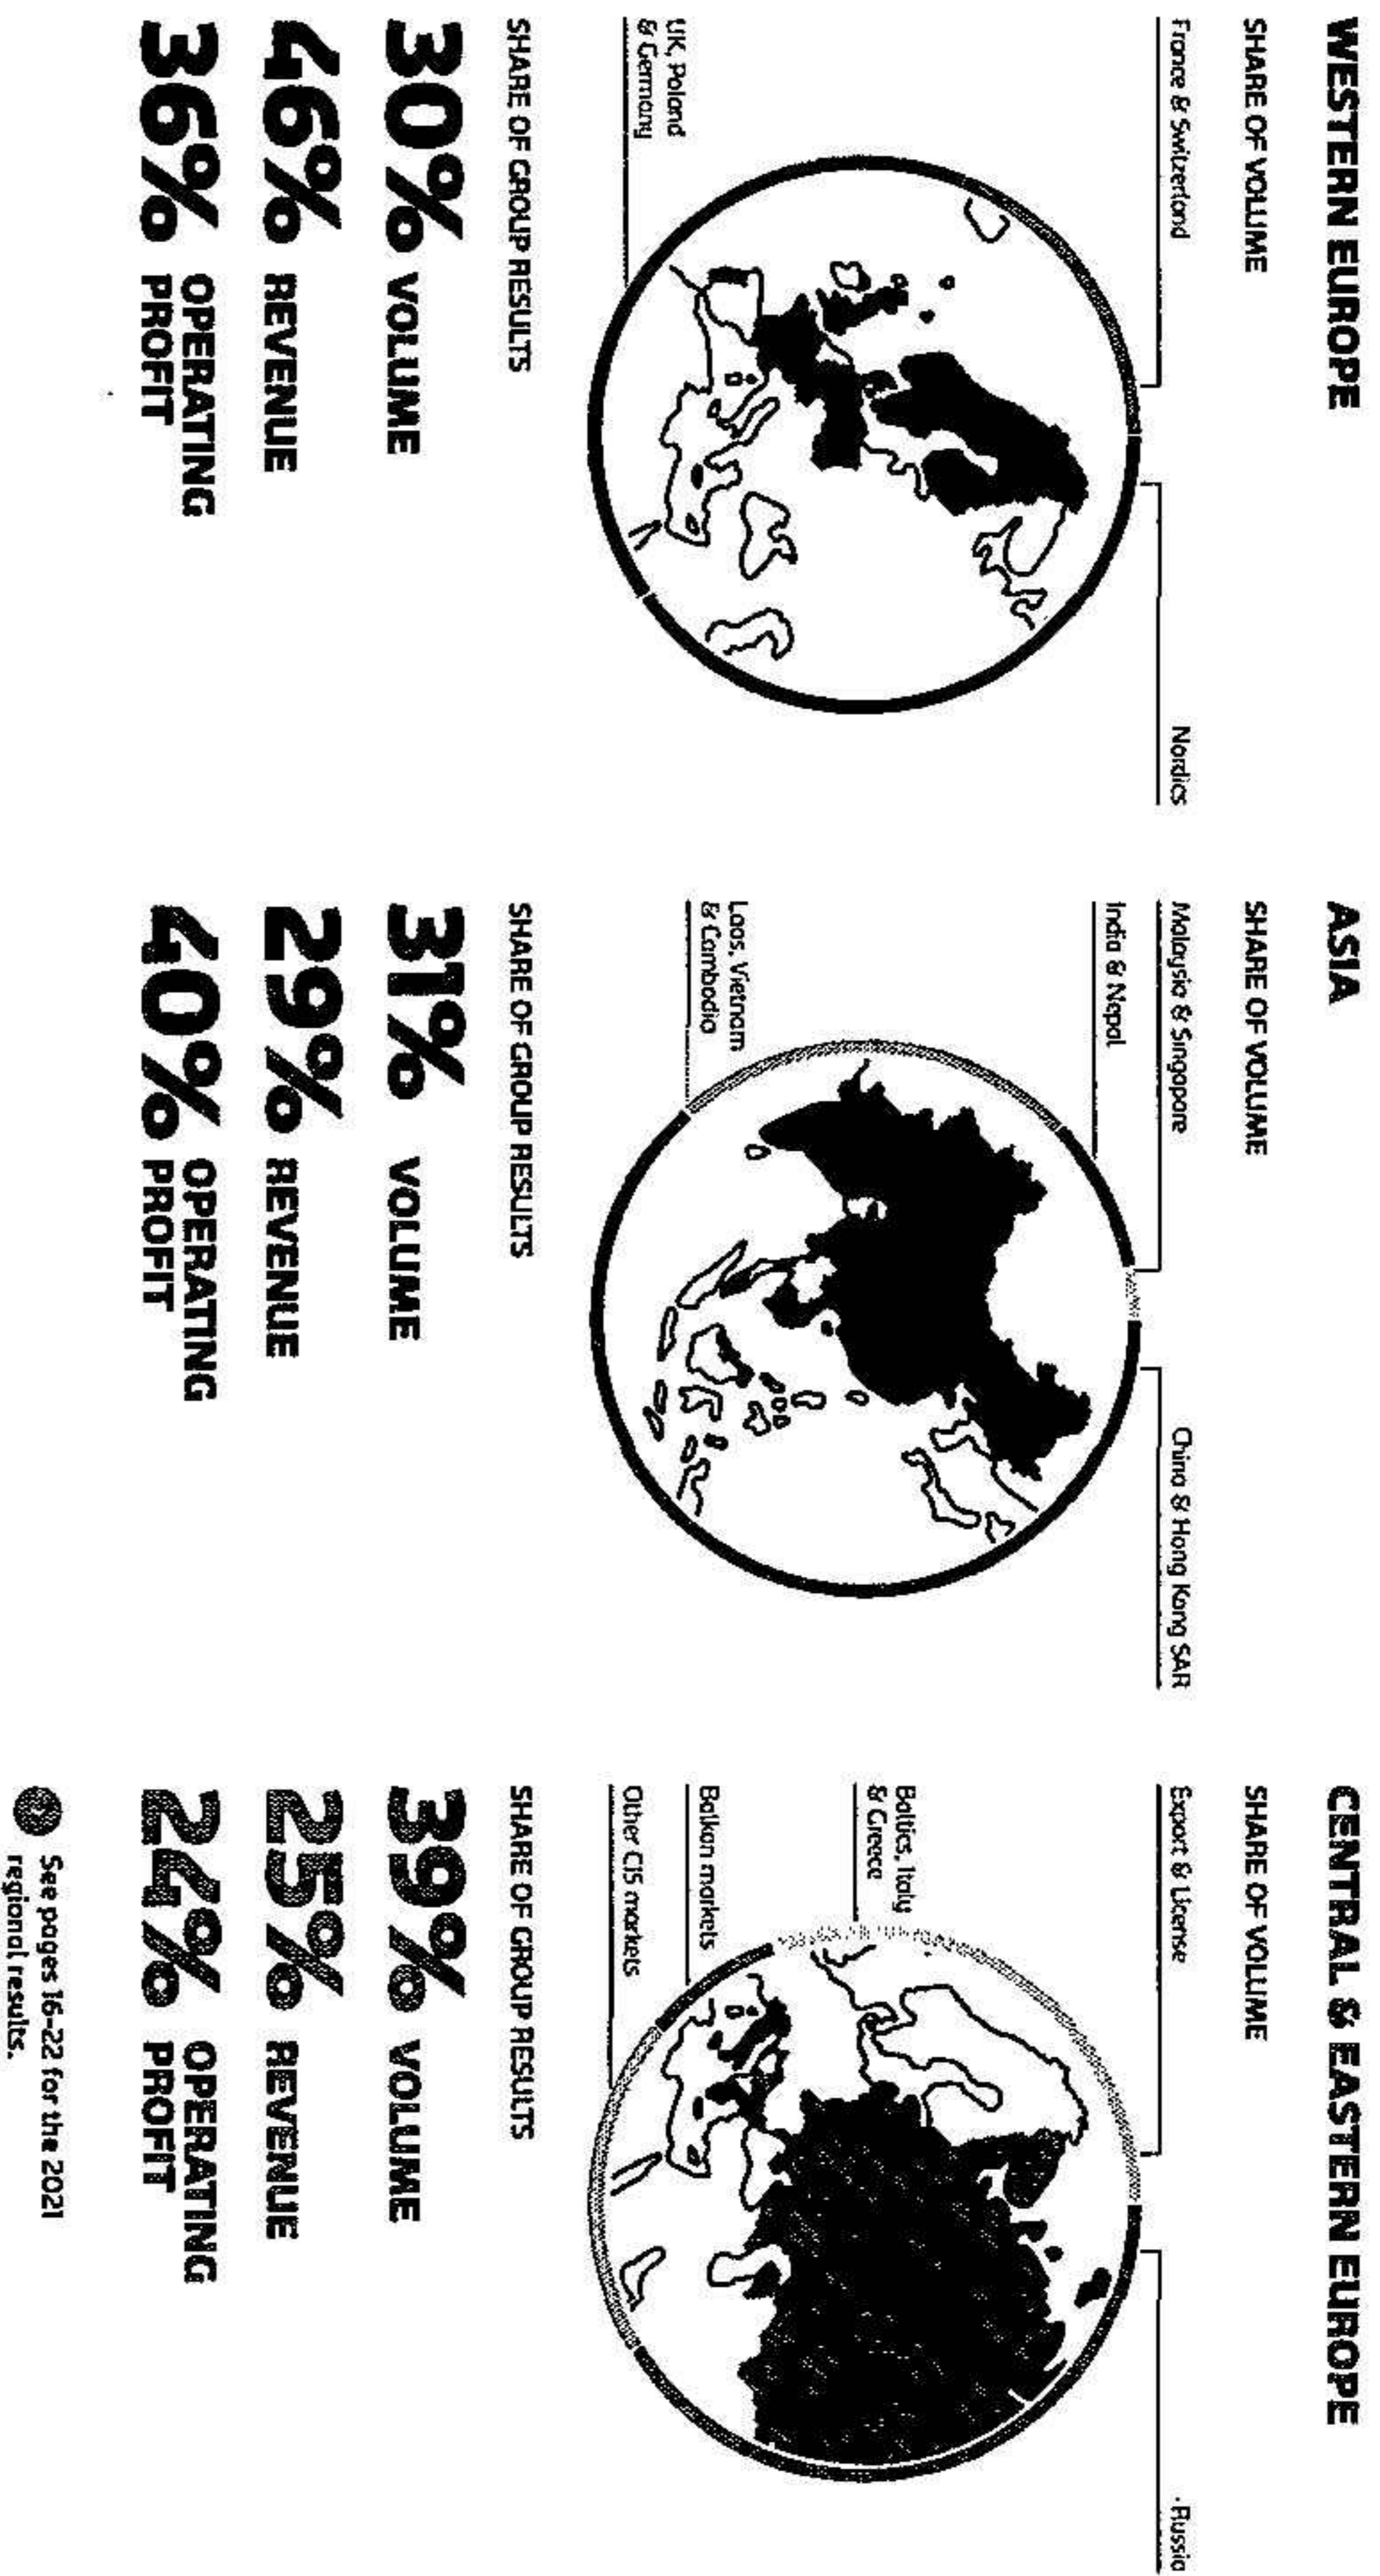 WESTERN EUROPE
SHARE OF VOLUME
France & Switzerland
Nordics
UK, Poland
& Germany
SHARE OF GROUP RESULTS
30% VOLUME
46% REVENUE
36% OPERATING
PROFIT
ASIA
SHARE OF VOLUME
Malaysia & Singapore
China & Hong Kong SAR
India & Nepal
Laos, Vietnam
& Cambodia
SHARE OF GROUP RESULTS
31% VOLUME
29% REVENUE
40% OPERATING
PROFIT
CENTRAL & EASTERN EUROPE
SHARE OF VOLUME
Export & License
Russia
Baltics, Italy
& Greece
Balkan markets
Other CIS markets
SHARE OF GROUP RESULTS
39% VOLUME
25% REVENUE
24% OPERATING
PROFIT
See pages 16–22 for the 2021
regional results.